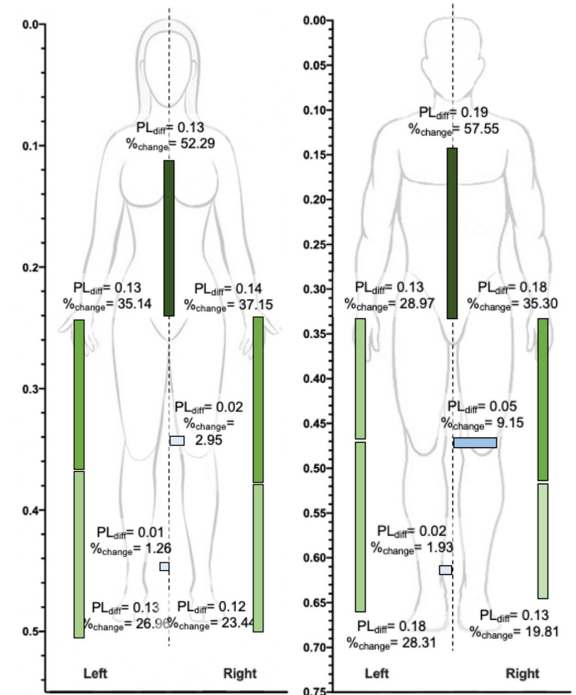 0.0
0.1
0.2
0.3
0.4
0.5
PLdiff= 0.13
%change= 52.29
PLdiff= 0.13
%change= 35.14
PLdiff= 0.14
%change= 37.15
PLdiff= 0.02
%change=
2.95
PLdiff= 0.01
%change= 1.26
PLdiff= 0.13
%change= 26.96
PLdiff= 0.12
%change= 23.44
Left
Right
0.00
0.05
0.10
0.15
0.20
0.25
0.30
0.35
0.40
0.45
0.50
0.55
0.60
0.65
0.70
0.75
PLdiff= 0.19
%change= 57.55
PLdiff= 0.13
%change= 28.97
PLdiff= 0.18
%change= 35.30
PLdiff= 0.05
%change= 9.15
PLdiff= 0.02
%change= 1.93
PLdiff= 0.18
%change= 28.31
PLdiff= 0.13
%change= 19.81
Left
Right